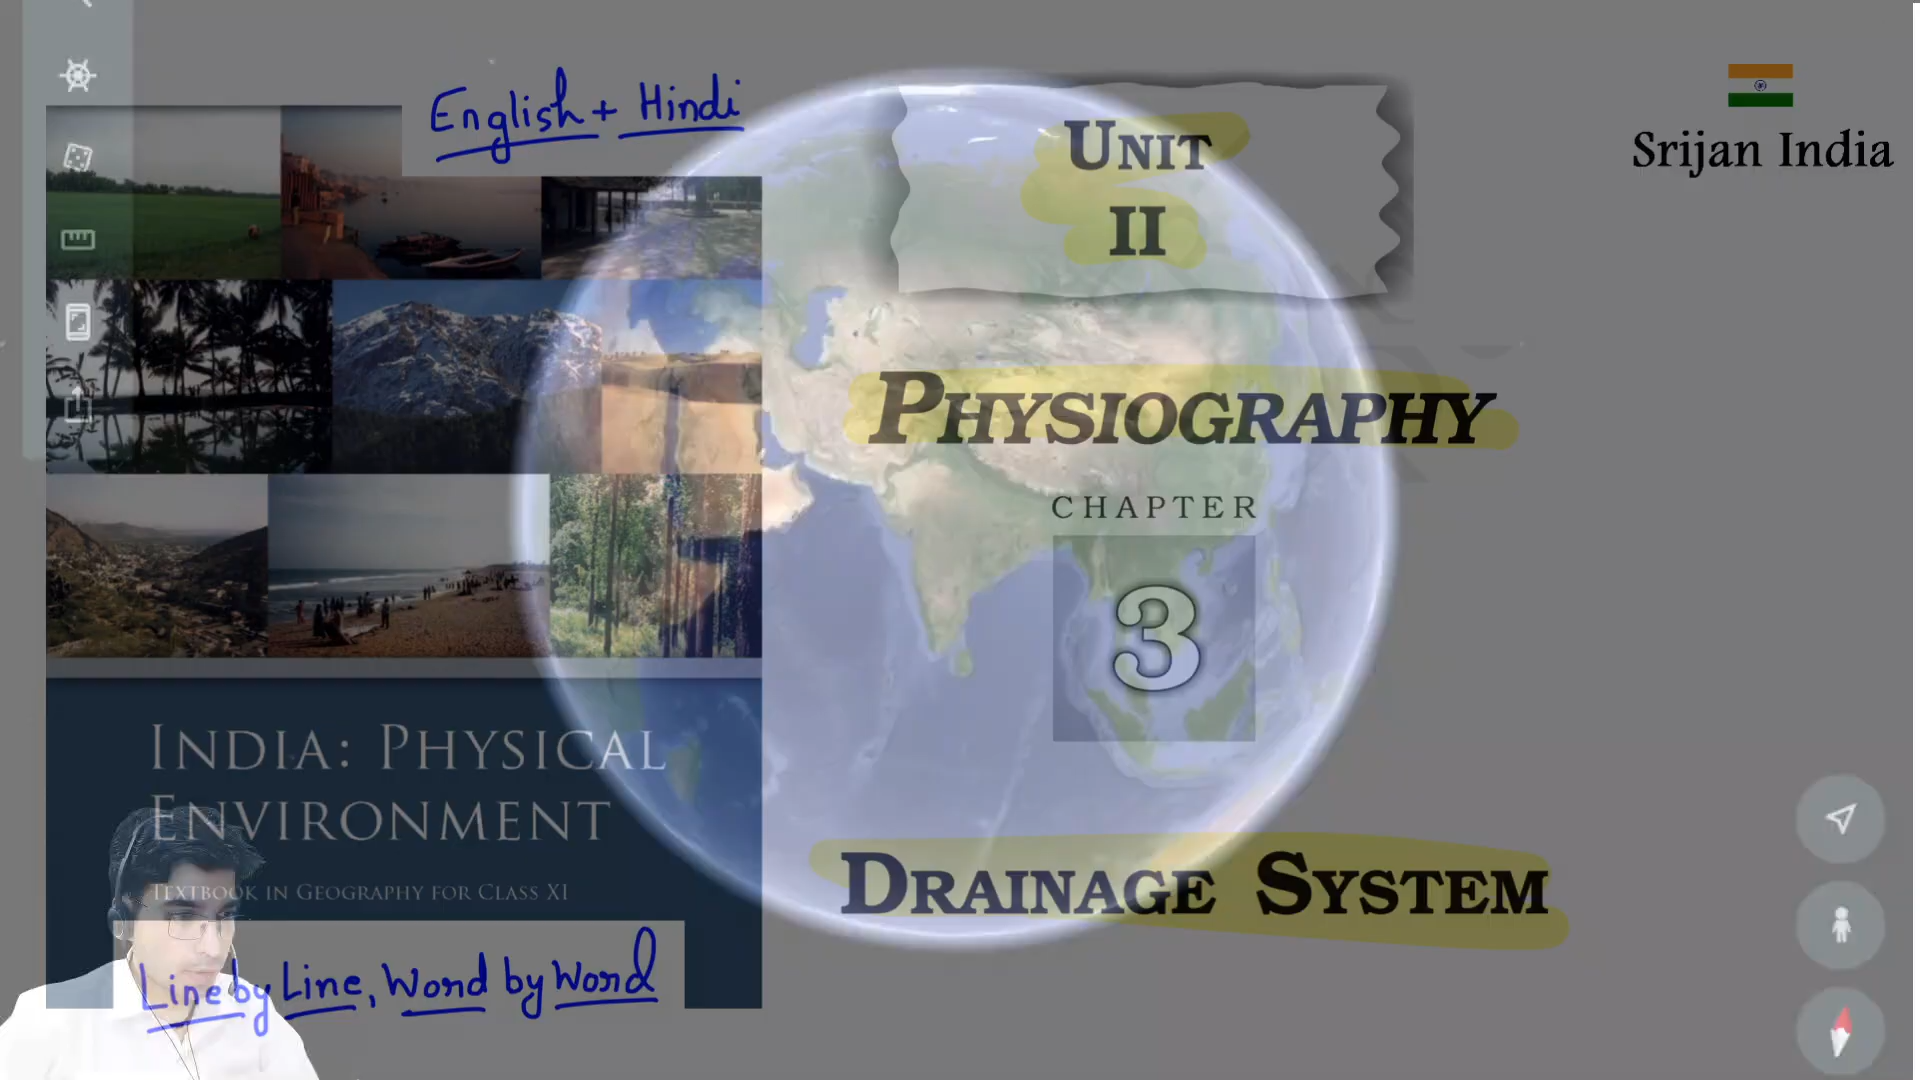 English + Hindi
UNIT
II
Srijan India
PHYSIOGRAPHY
CHAPTER
3
INDIA: PHYSICAL
ENVIRONMENT
TEXTBOOK IN GEOGRAPHY FOR CLASS XI
DRAINAGE SYSTEM
Line by Line, Word by Word